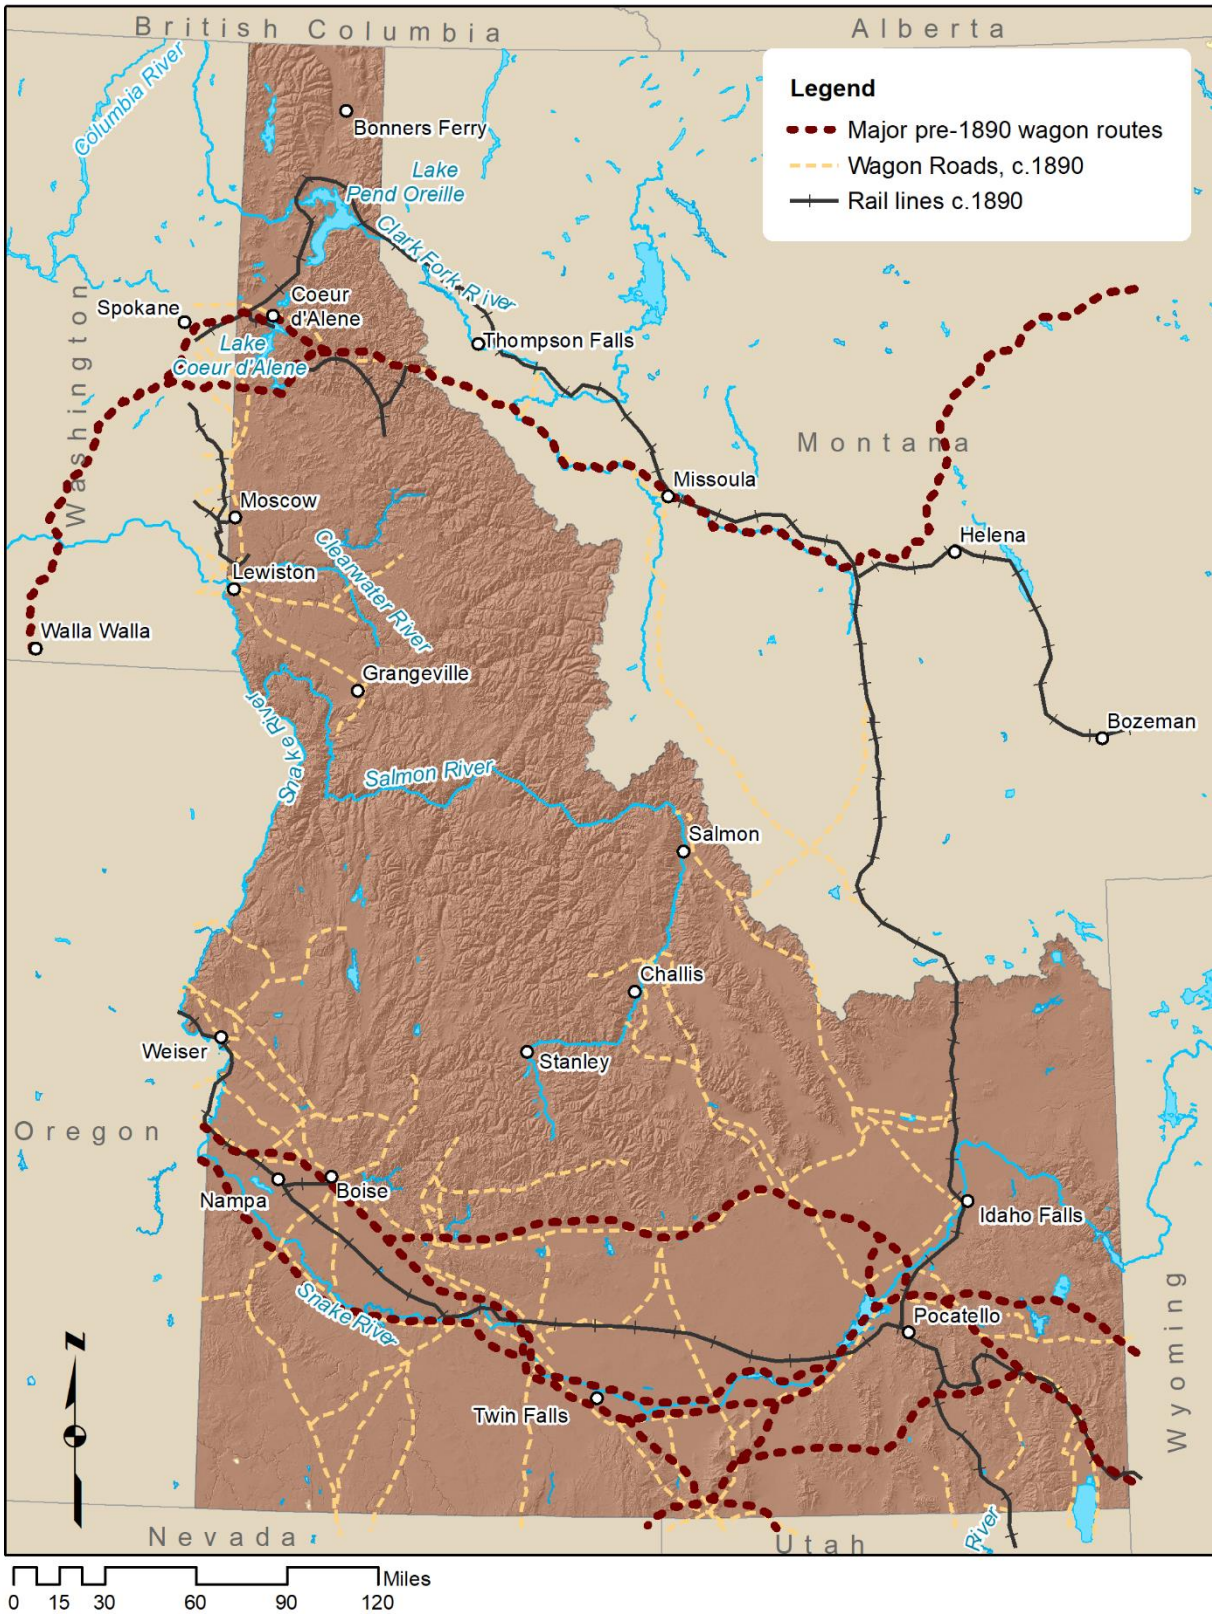 British Columbia
Alberta
Columbia River
Legend
Major pre-1890 wagon routes
Wagon Roads, c.1890
Rail lines c.1890
Bonners Ferry
Lake
Pend Oreille
Clark Fork River
Washington
Spokane
Coeur
d'Alene
Lake
Coeur d'Alene
Thompson Falls
Montana
Missoula
Moscow
Helena
Clearwater River
Lewiston
Walla Walla
Grangeville
Snake River
Bozeman
Salmon River
Salmon
Challis
Weiser
Stanley
Oregon
Nampa
Boise
Idaho Falls
Snake River
Wyoming
Pocatello
Twin Falls
N
Nevada
Utah
River
Miles
0 15 30 60 90 120